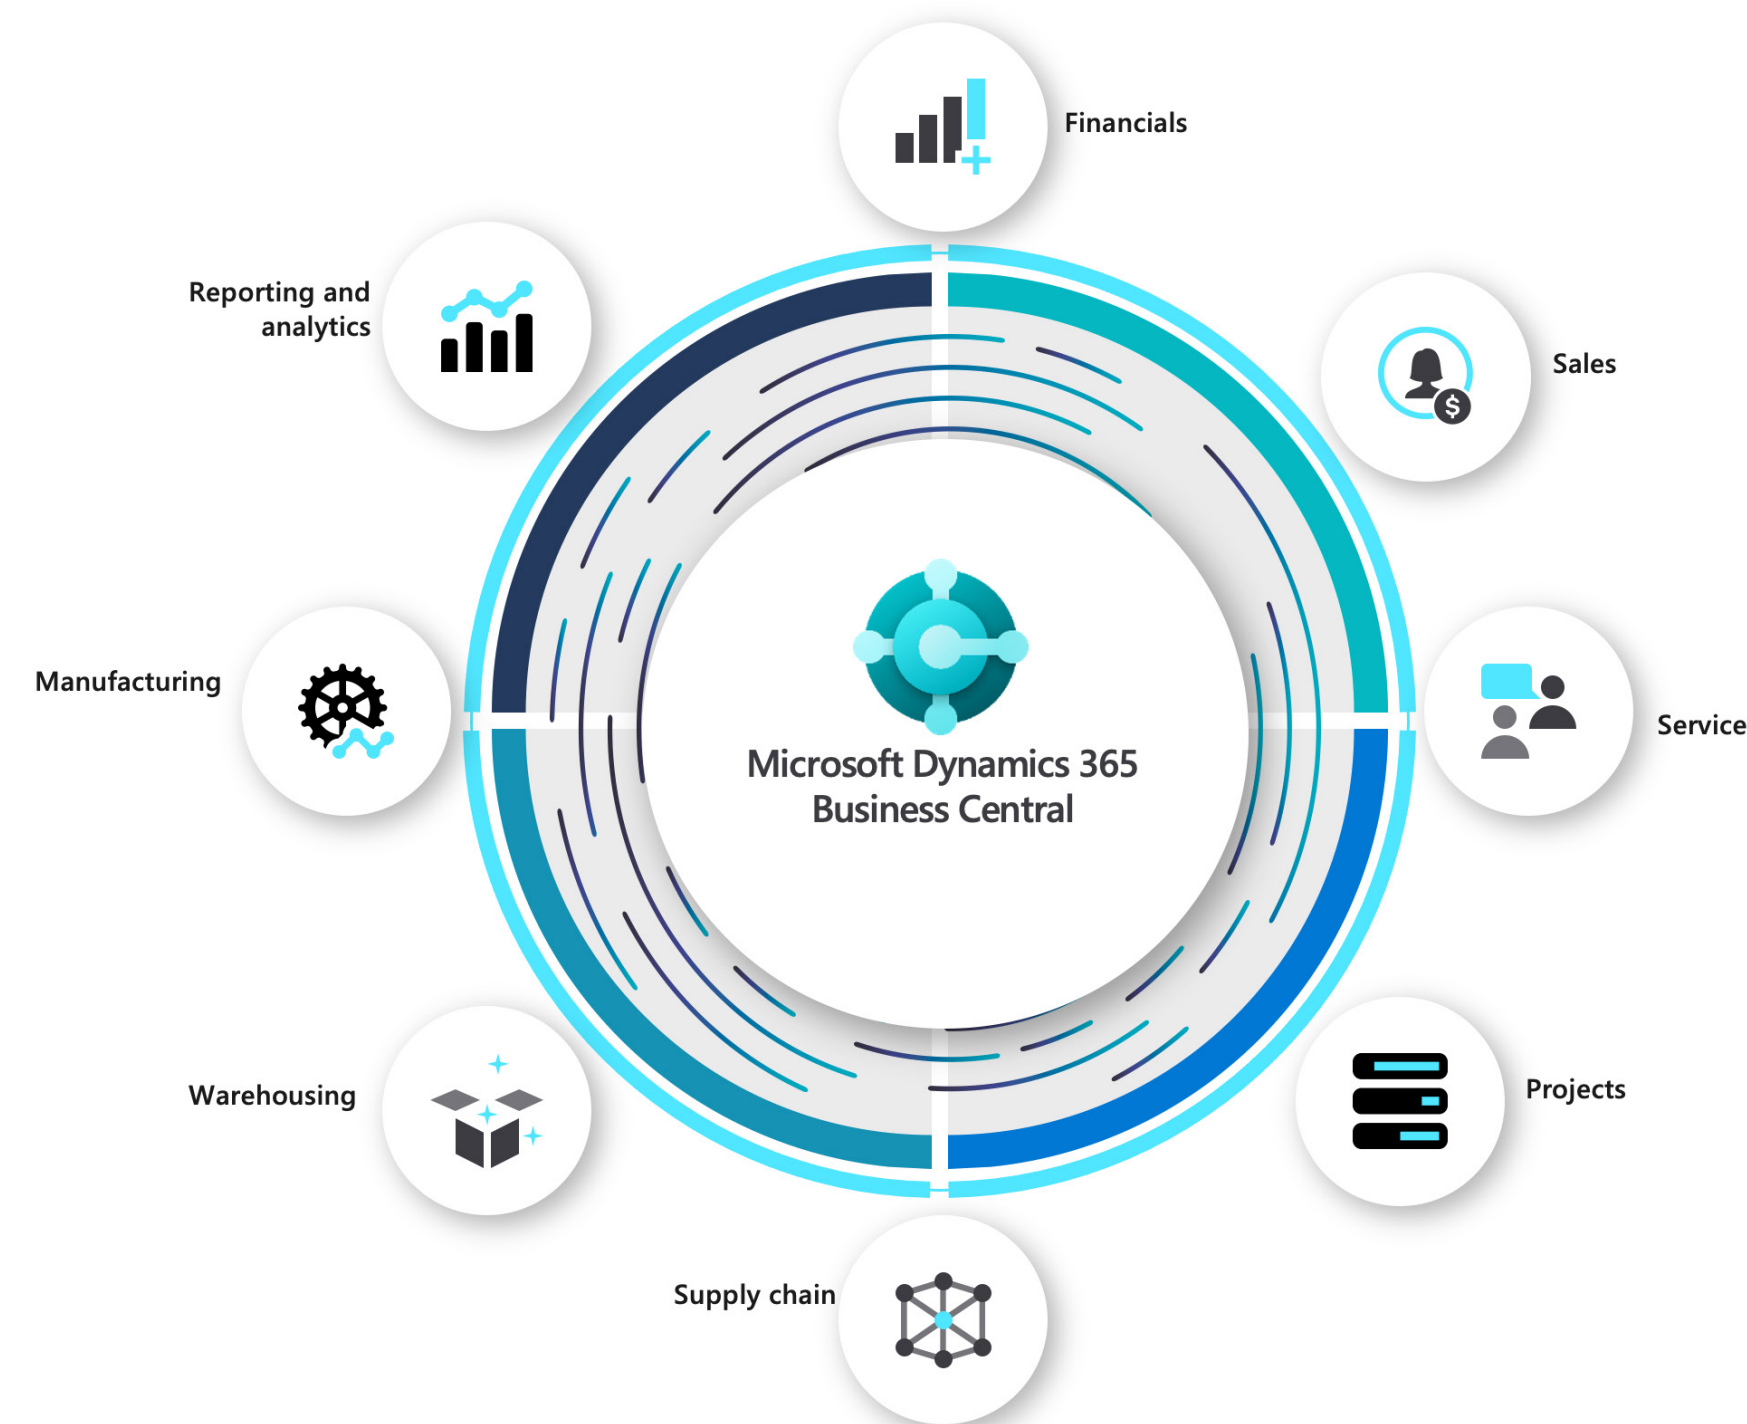 Financials
Reporting and
analytics
Sales
Manufacturing
Service
$
Microsoft Dynamics 365
Business Central
Warehousing
Projects
Supply chain